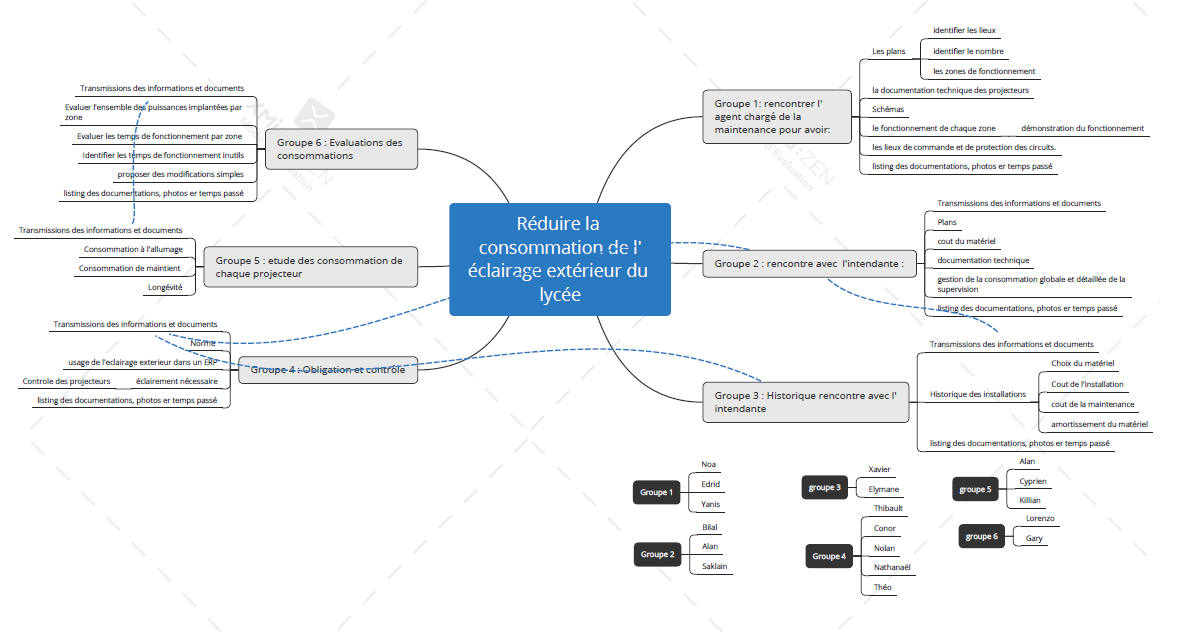 Réduire la
consommation de l'
éclairage extérieur du
lycée
Groupe 1: rencontrer l'
agent chargé de la
maintenance pour avoir:
Les plans
identifier les lieux
identifier le nombre
les zones de fonctionnement
la documentation technique des projecteurs
Schémas
le fonctionnement de chaque zone
démonstration du fonctionnement
les lieux de commande et de protection des circuits.
listing des documentations, photos er temps passé
Groupe 2 : rencontre avec l'intendante :
Transmissions des informations et documents
Plans
cout du matériel
documentation technique
gestion de la consommation globale et détaillée de la
supervision
listing des documentations, photos er temps passé
Groupe 3 : Historique rencontre avec l'
intendante
Transmissions des informations et documents
Historique des installations
Choix du matériel
Cout de l'installation
cout de la maintenance
amortissement du matériel
listing des documentations, photos er temps passé
Groupe 4 : Obligation et contrôle
Transmissions des informations et documents
Norme
usage de l'eclairage exterieur dans un ERP
éclairement nécessaire
Controle des projecteurs
listing des documentations, photos er temps passé
Groupe 5 : etude des consommation de
chaque projecteur
Transmissions des informations et documents
Consommation à l'allumage
Consommation de maintient
Longévité
Groupe 6 : Evaluations des
consommations
Transmissions des informations et documents
Evaluer l'ensemble des puissances implantées par
zone
Evaluer les temps de fonctionnement par zone
Identifier les temps de fonctionnement inutils
proposer des modifications simples
listing des documentations, photos er temps passé
Groupe 1
Noa
Edrid
Yanis
Groupe 2
Bilal
Alan
Saklain
groupe 3
Xavier
Elymane
Groupe 4
Thibault
Conor
Nolan
Nathanaël
Théo
groupe 5
Alan
Cyprien
Killian
groupe 6
Lorenzo
Gary